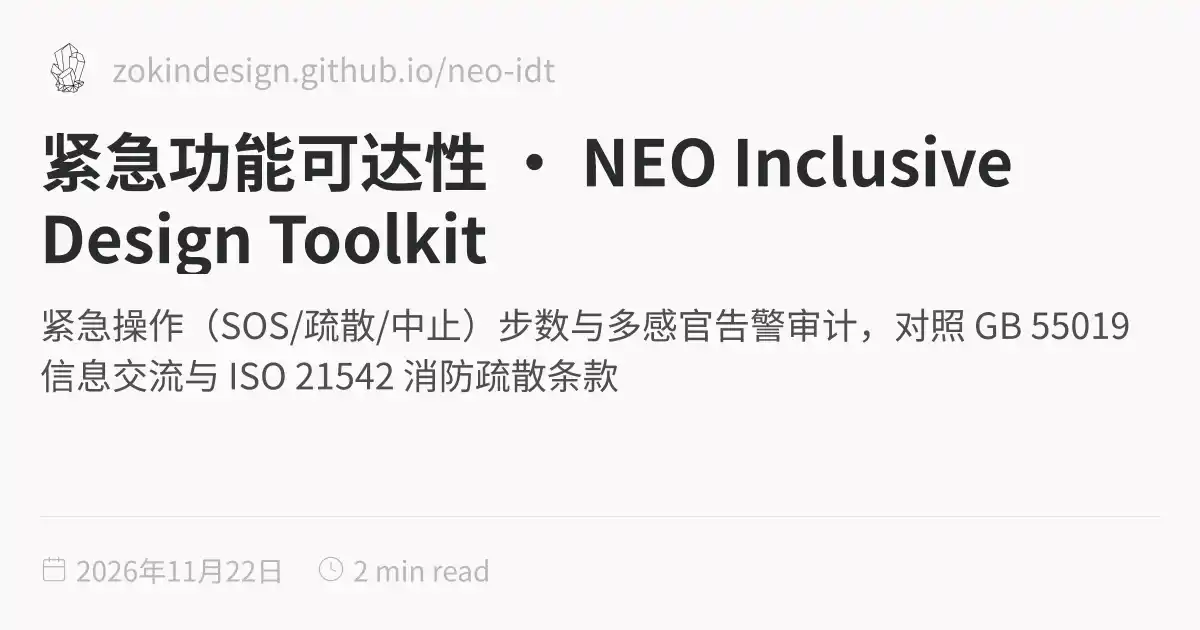 zokindesign.github.io/neo-idt
紧急功能可达性 · NEO Inclusive
Design Toolkit
紧急操作（SOS/疏散/中止）步数与多感官告警审计，对照 GB 55019
信息交流与 ISO 21542 消防疏散条款
2026年11月22日 2 min read